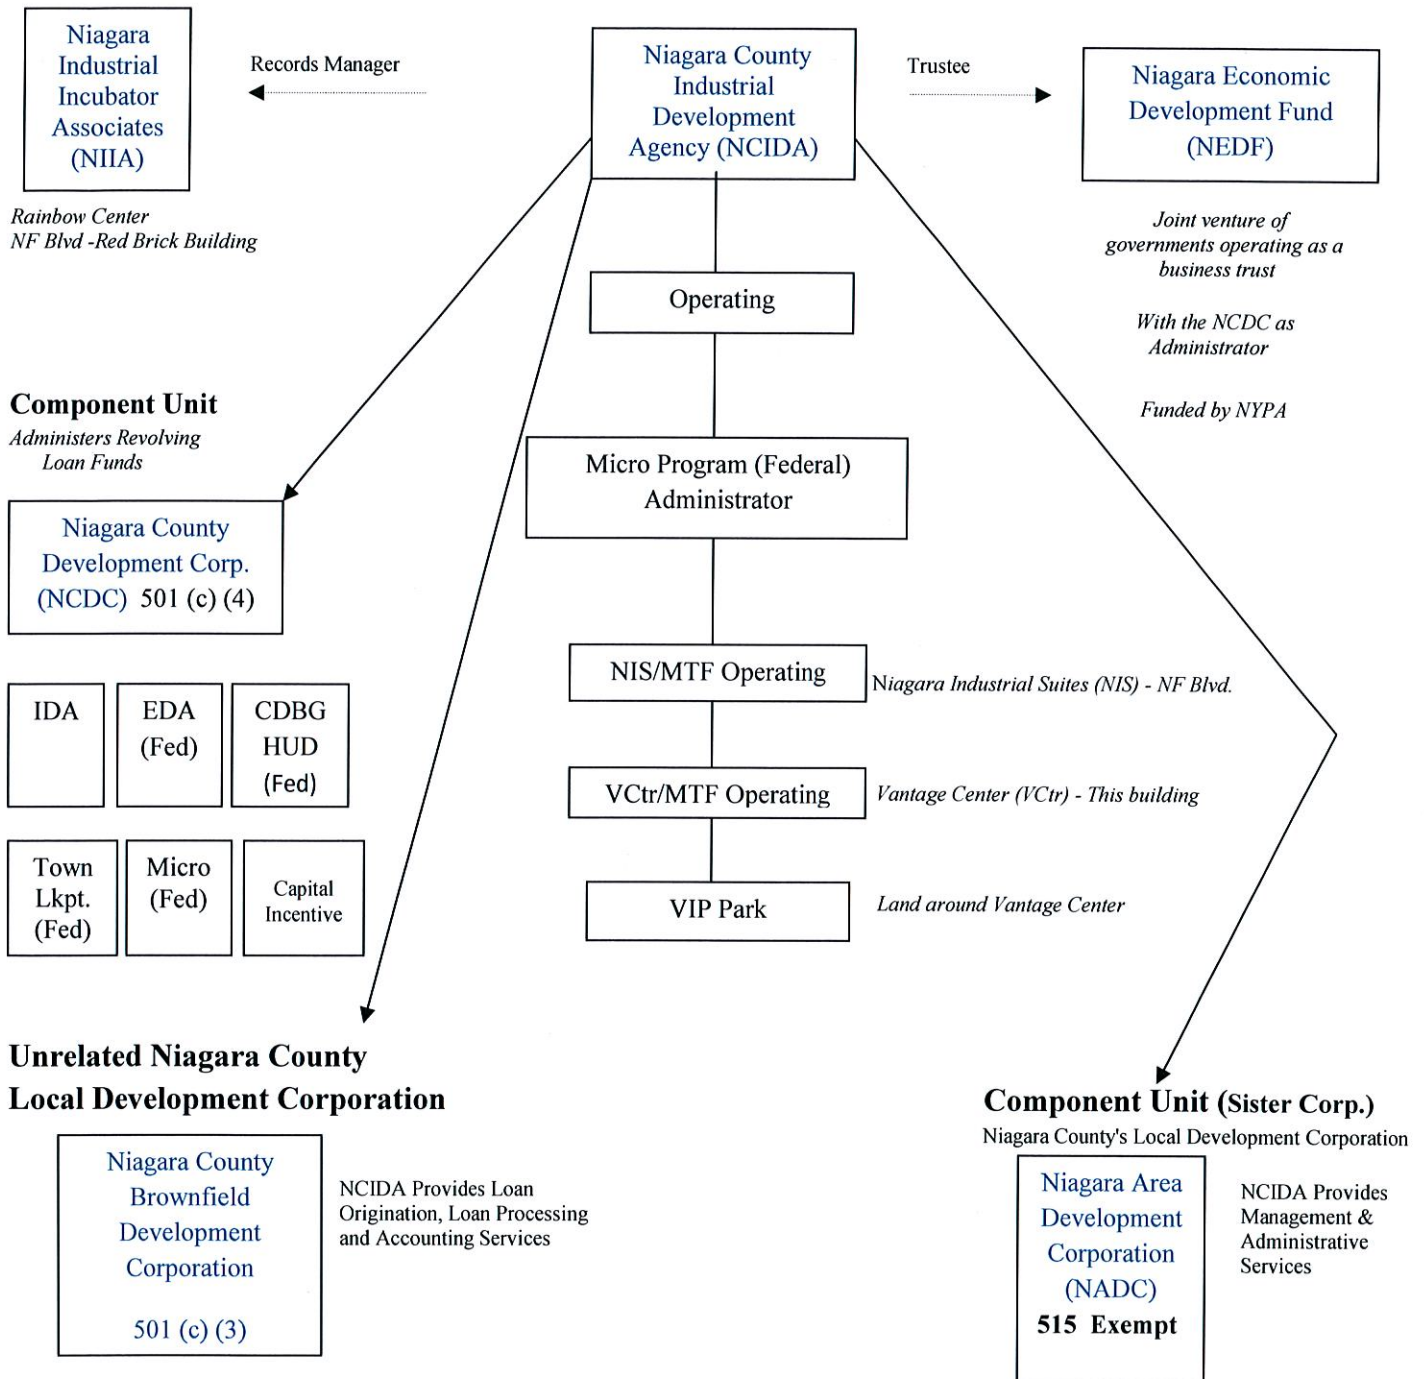 Niagara
Industrial
Incubator
Associates
(NIIA)
Records Manager
Niagara County
Industrial
Development
Agency (NCIDA)
Trustee
Niagara Economic
Development Fund
(NEDF)
Rainbow Center
NF Blvd -Red Brick Building
Joint venture of
governments operating as a
business trust
With the NCDC as
Administrator
Funded by NYPA
Operating
Micro Program (Federal)
Administrator
NIS/MTF Operating
Niagara Industrial Suites (NIS) - NF Blvd.
VCtr/MTF Operating
Vantage Center (VCtr) - This building
VIP Park
Land around Vantage Center
Component Unit
Administers Revolving
Loan Funds
Niagara County
Development Corp.
(NCDC) 501 (c) (4)
IDA
EDA
(Fed)
CDBG
HUD
(Fed)
Town
Lkpt.
(Fed)
Micro
(Fed)
Capital
Incentive
Unrelated Niagara County
Local Development Corporation
Niagara County
Brownfield
Development
Corporation
501 (c) (3)
NCIDA Provides Loan
Origination, Loan Processing
and Accounting Services
Component Unit (Sister Corp.)
Niagara County's Local Development Corporation
Niagara Area
Development
Corporation
(NADC)
515 Exempt
NCIDA Provides
Management &
Administrative
Services